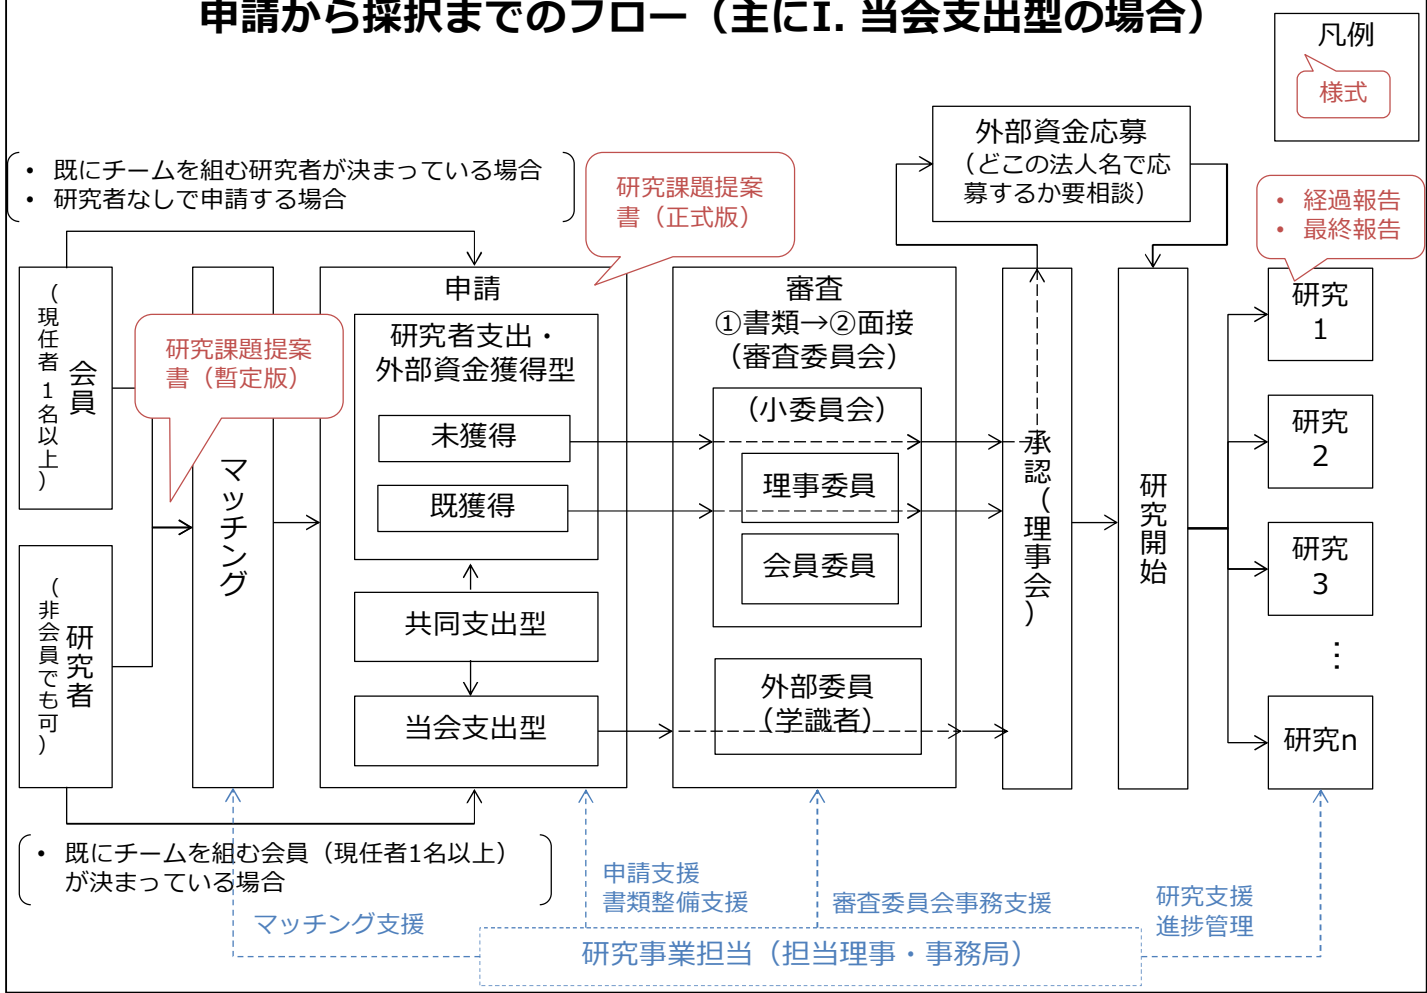 申請から採択までのフロー（主にI. 当会支出型の場合）
凡例
様式
・ 既にチームを組む研究者が決まっている場合
・ 研究者なしで申請する場合
研究課題提案
書（正式版）
外部資金応募
（どこの法人名で応
募するか要相談）
・ 経過報告
・ 最終報告
会員
（現任者1名以上）
研究者
（非会員でも可）
研究課題提案
書（暫定版）
マッチング
申請
研究者支出・
外部資金獲得型
未獲得
既獲得
共同支出型
当会支出型
審査
①書類→②面接
（審査委員会）
（小委員会）
理事委員
会員委員
外部委員
（学識者）
承認（理事会）
研究開始
研究
1
研究
2
研究
3
⋮
研究n
・ 既にチームを組む会員（現任者1名以上）
が決まっている場合
マッチング支援
申請支援
書類整備支援
審査委員会事務支援
研究支援
進捗管理
研究事業担当（担当理事・事務局）